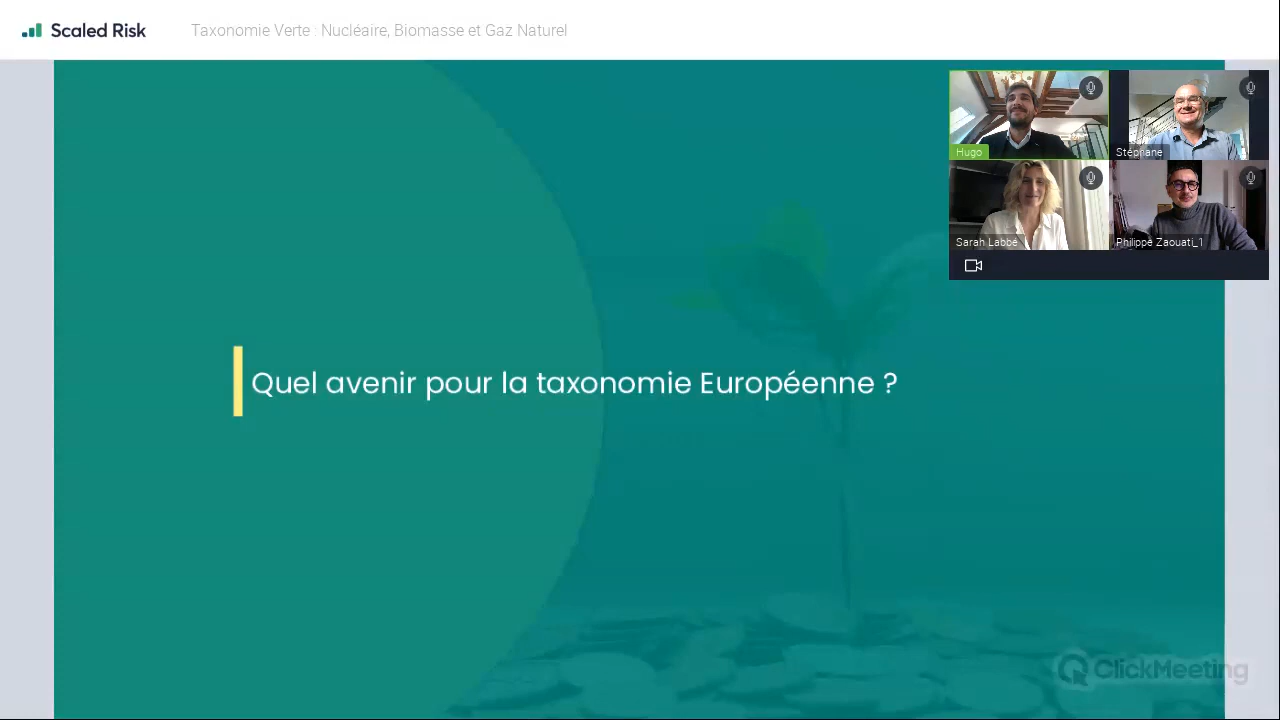 Scaled Risk
Taxonomie Verte : Nucléaire, Biomasse et Gaz Naturel
Hugo
Stéphane
Sarah Labbé
Philippe Zaouati_1
Quel avenir pour la taxonomie Européenne ?
ClickMeeting